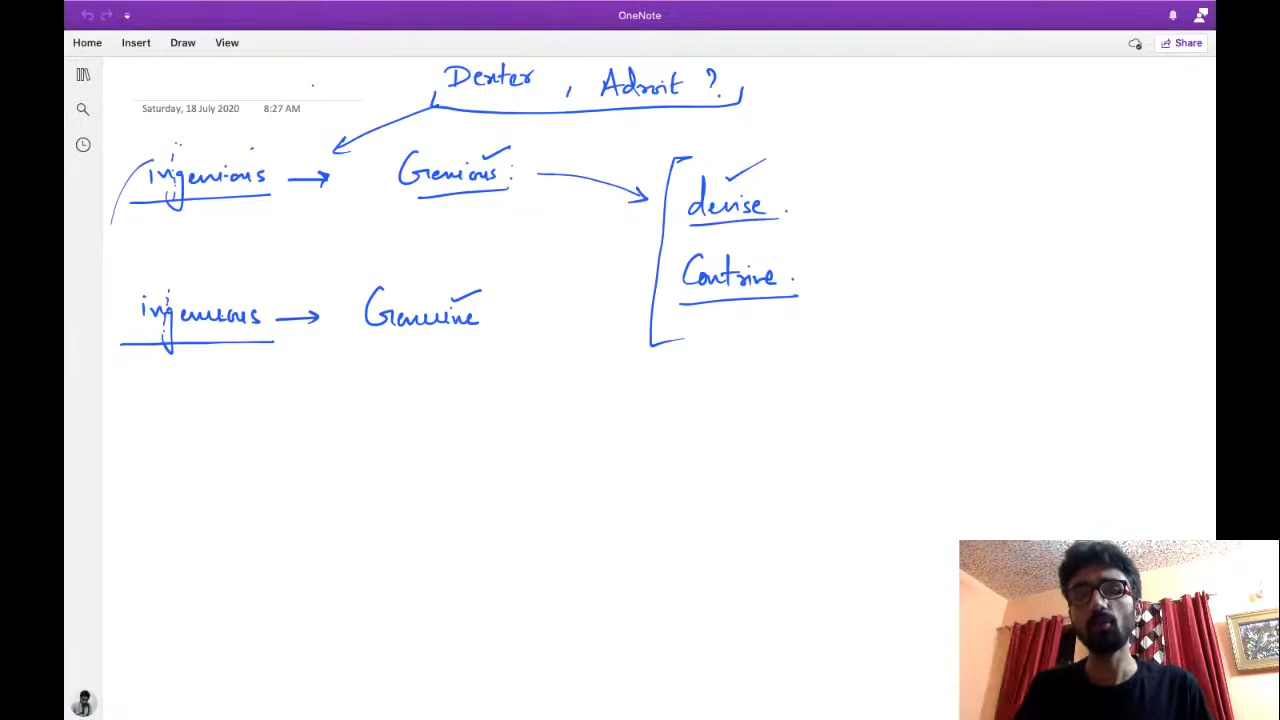 OneNote
Home Insert Draw View Share
Dexter , Adroit ?
Saturday, 18 July 2020 8:27 AM
ingenious → Genious :
devise .
Contrive .
ingenuous → Genuine